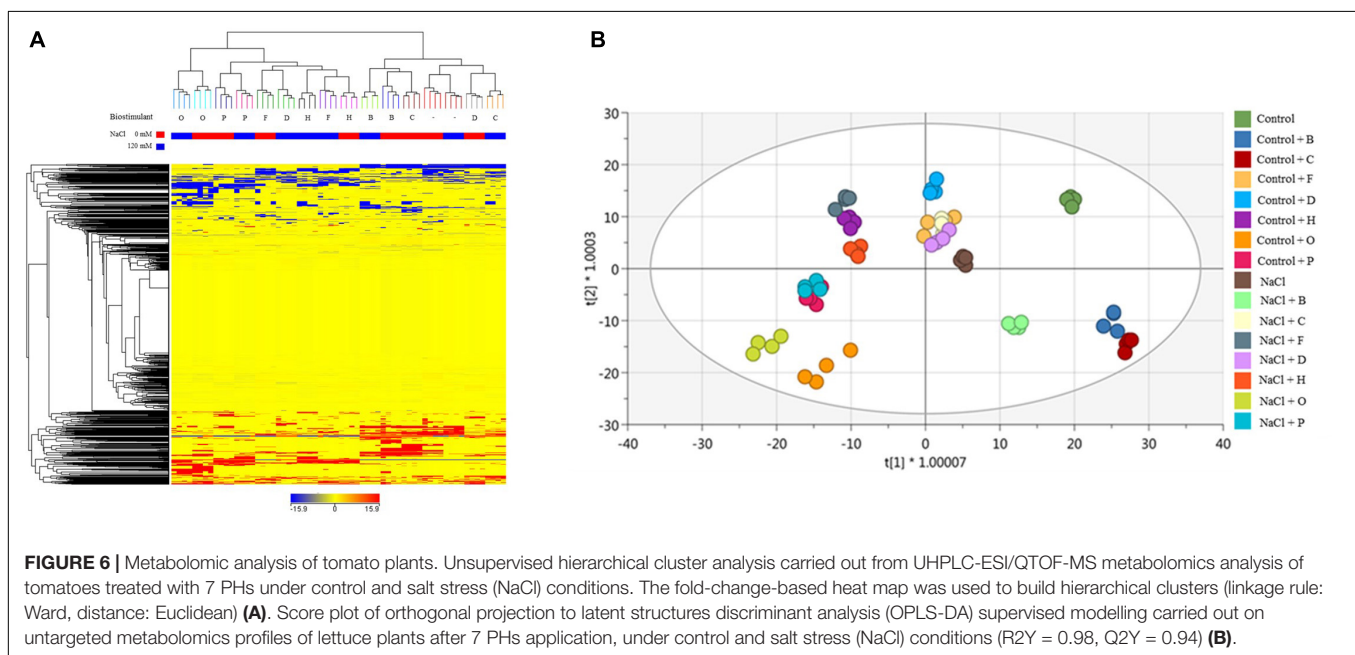 A
Biostimulant O O P P F D H F H B B C - - D C
NaCl 0 mM
120 mM
-15.9 0 15.9
B
30
20
10
0
-10
-20
-30
t[2] * 1.0003
-40 -30 -20 -10 0 10 20 30 40
t[1] * 1.00007
Control
Control + B
Control + C
Control + F
Control + D
Control + H
Control + O
Control + P
NaCl
NaCl + B
NaCl + C
NaCl + F
NaCl + D
NaCl + H
NaCl + O
NaCl + P
FIGURE 6 | Metabolomic analysis of tomato plants. Unsupervised hierarchical cluster analysis carried out from UHPLC-ESI/QTOF-MS metabolomics analysis of
tomatoes treated with 7 PHs under control and salt stress (NaCl) conditions. The fold-change-based heat map was used to build hierarchical clusters (linkage rule:
Ward, distance: Euclidean) (A). Score plot of orthogonal projection to latent structures discriminant analysis (OPLS-DA) supervised modelling carried out on
untargeted metabolomics profiles of lettuce plants after 7 PHs application, under control and salt stress (NaCl) conditions (R2Y = 0.98, Q2Y = 0.94) (B).